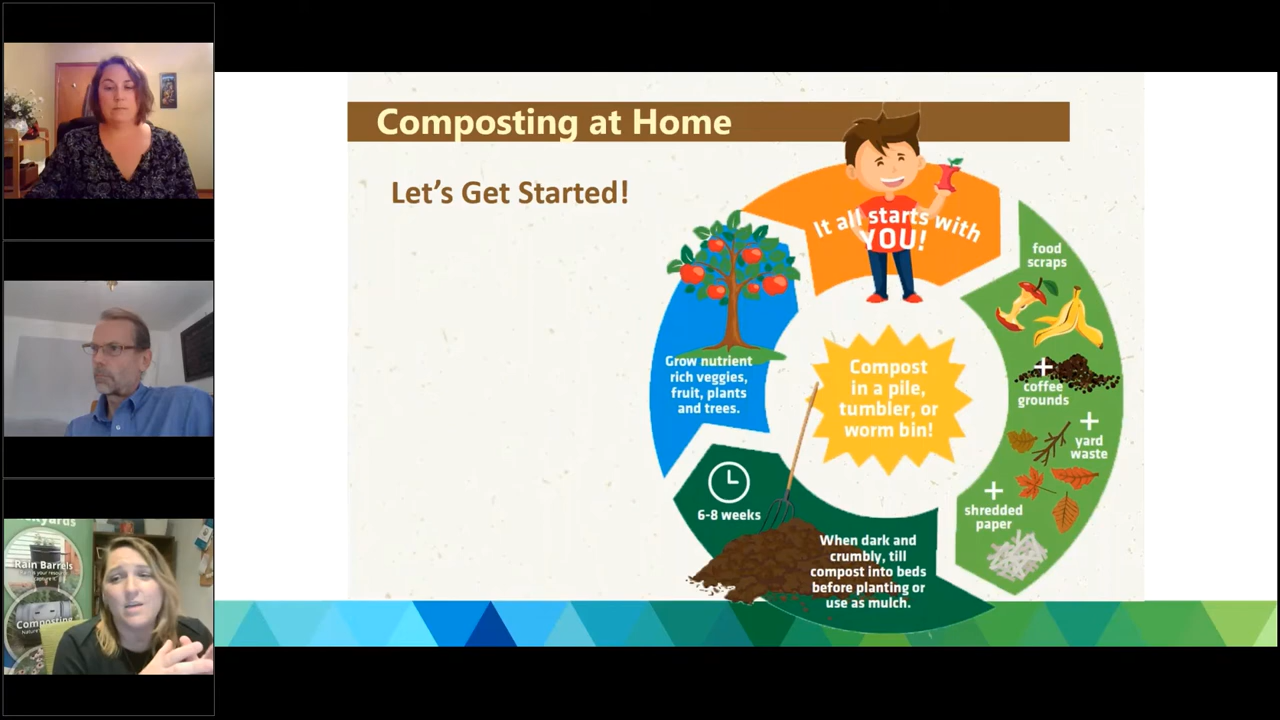 Composting at Home
Let's Get Started!
It all starts with
YOU!
food
scraps
+
coffee
grounds
+
yard
waste
+
shredded
paper
When dark and
crumbly, till
compost into beds
before planting or
use as mulch.
6-8 weeks
Grow nutrient
rich veggies,
fruit, plants
and trees.
Compost
in a pile,
tumbler, or
worm bin!
Rain Barrels
Composting